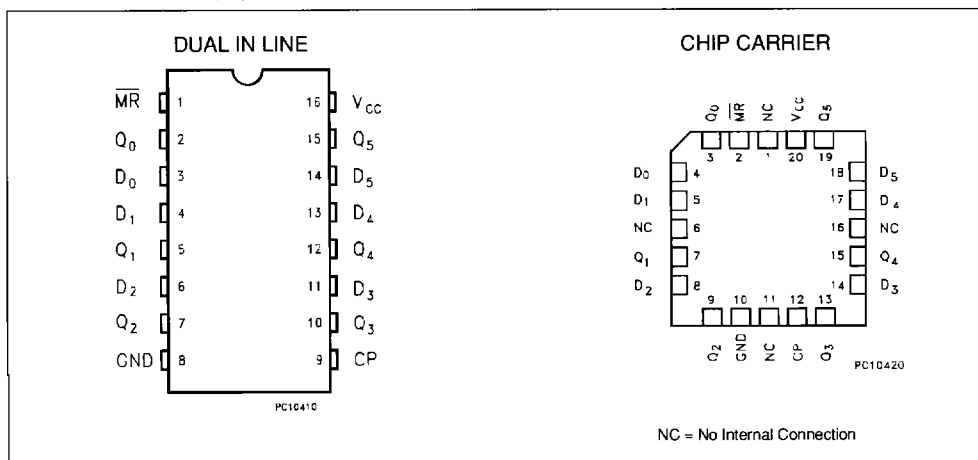 DUAL IN LINE
M̅R̅ 1 16 V_CC
Q₀ 2 15 Q₅
D₀ 3 14 D₅
D₁ 4 13 D₄
Q₁ 5 12 Q₄
D₂ 6 11 D₃
Q₂ 7 10 Q₃
GND 8 9 CP
PC10410
CHIP CARRIER
Q₀ M̅R̅ NC V_CC Q₅
3 2 1 20 19
D₀ 4 18 D₅
D₁ 5 17 D₄
NC 6 16 NC
Q₁ 7 15 Q₄
D₂ 8 14 D₃
9 10 11 12 13
Q₂ GND NC CP Q₃
PC10420
NC = No Internal Connection